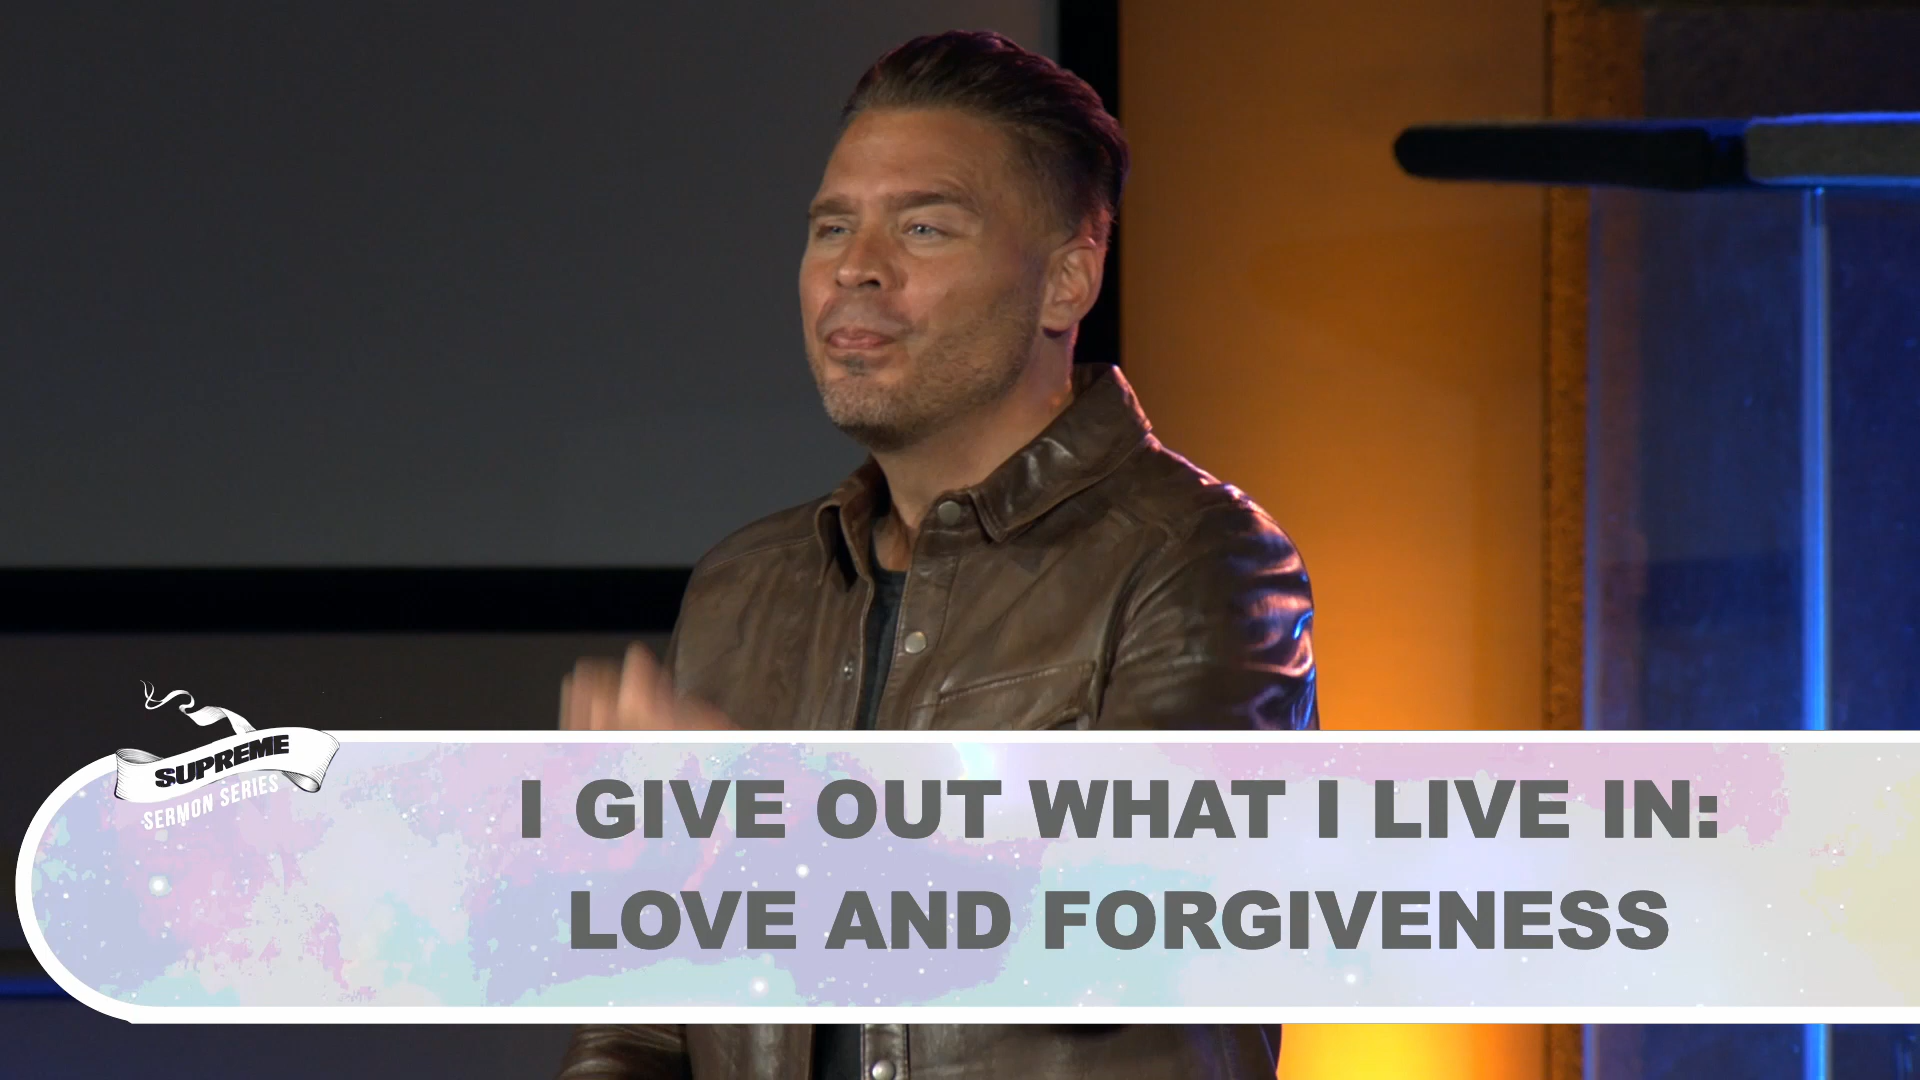 SUPREME
SERMON SERIES
I GIVE OUT WHAT I LIVE IN:
LOVE AND FORGIVENESS